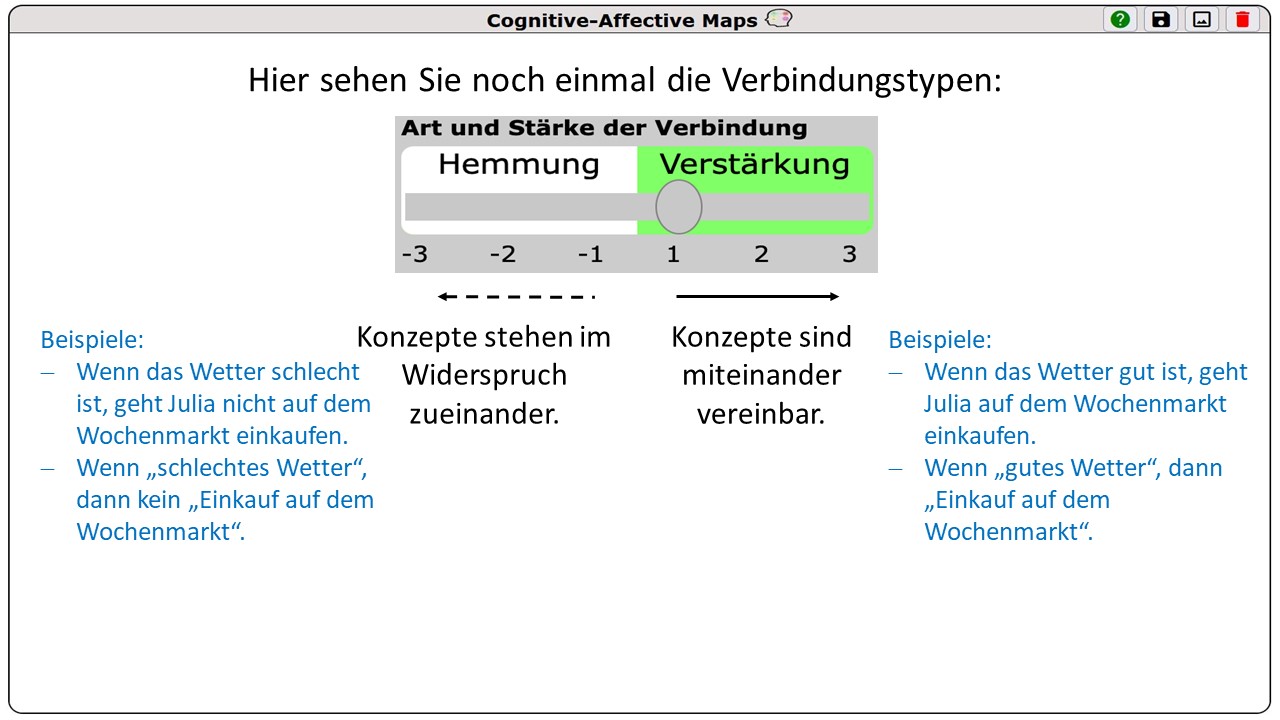 Cognitive-Affective Maps
Hier sehen Sie noch einmal die Verbindungstypen:
Art und Stärke der Verbindung
Hemmung Verstärkung
-3 -2 -1 1 2 3
Beispiele:
– Wenn das Wetter schlecht
ist, geht Julia nicht auf dem
Wochenmarkt einkaufen.
– Wenn „schlechtes Wetter“,
dann kein „Einkauf auf dem
Wochenmarkt“.
Konzepte stehen im
Widerspruch
zueinander.
Konzepte sind
miteinander
vereinbar.
Beispiele:
– Wenn das Wetter gut ist, geht
Julia auf dem Wochenmarkt
einkaufen.
– Wenn „gutes Wetter“, dann
„Einkauf auf dem
Wochenmarkt“.